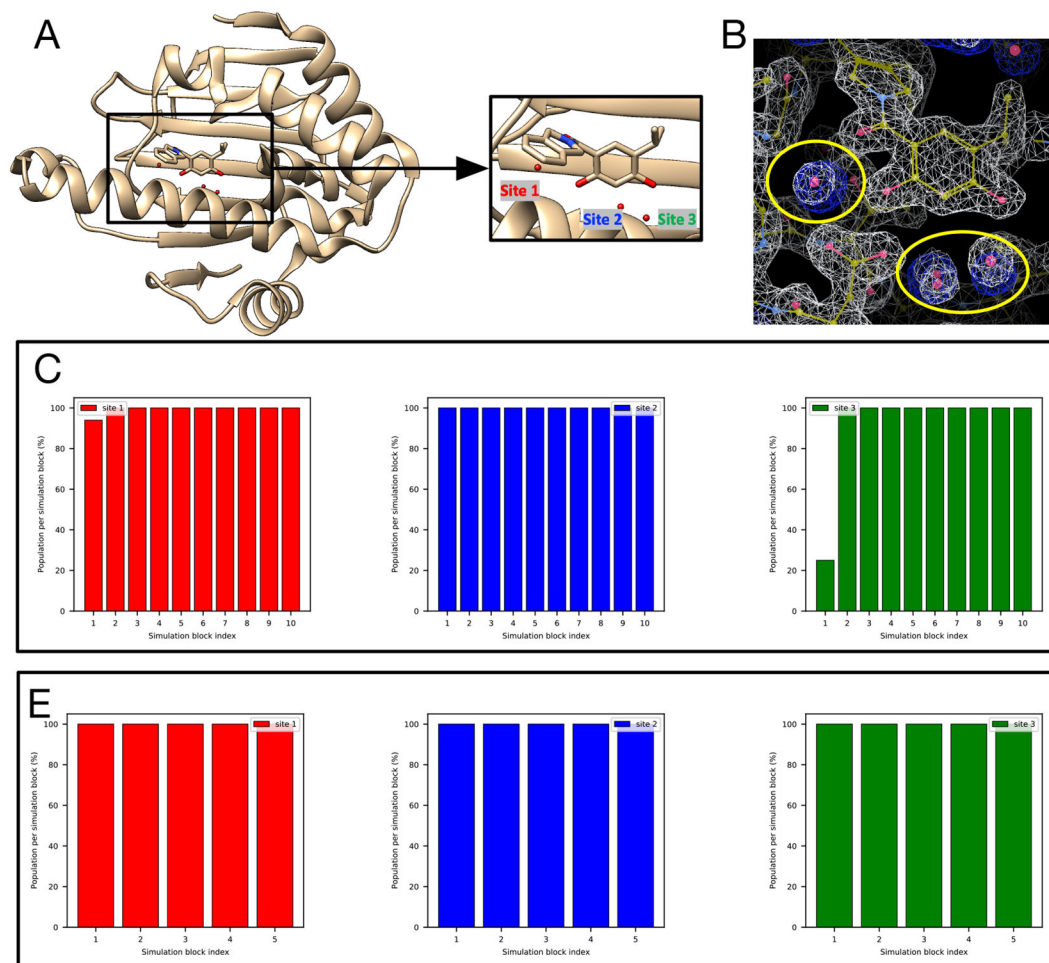 A
B
Site 1
Site 2
Site 3
C
Population per simulation block (%)
100
80
60
40
20
0
site 1
1 2 3 4 5 6 7 8 9 10
Simulation block index
Population per simulation block (%)
100
80
60
40
20
0
site 2
1 2 3 4 5 6 7 8 9 10
Simulation block index
Population per simulation block (%)
100
80
60
40
20
0
site 3
1 2 3 4 5 6 7 8 9 10
Simulation block index
E
Population per simulation block (%)
100
80
60
40
20
0
site 1
1 2 3 4 5
Simulation block index
Population per simulation block (%)
100
80
60
40
20
0
site 2
1 2 3 4 5
Simulation block index
Population per simulation block (%)
100
80
60
40
20
0
site 3
1 2 3 4 5
Simulation block index